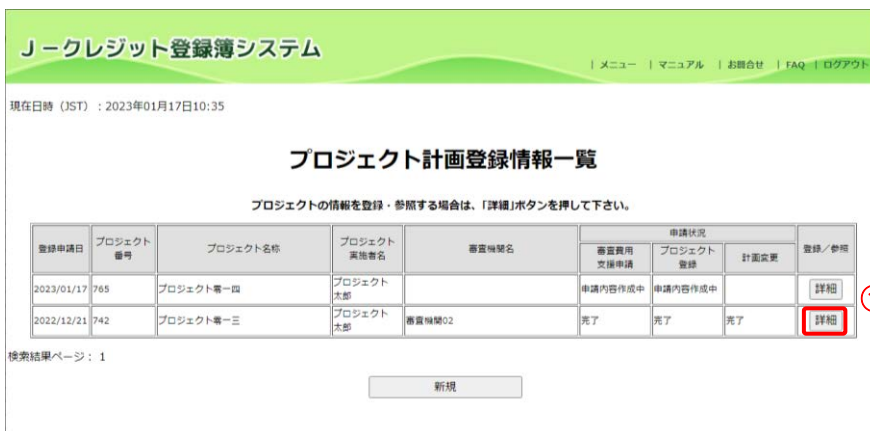 Jークレジット登録簿システム
| メニュー | マニュアル | お問合せ | FAQ | ログアウト
現在日時（JST）：2023年01月17日10:35
プロジェクト計画登録情報一覧
プロジェクトの情報を登録・参照する場合は、「詳細」ボタンを押して下さい。
登録申請日 プロジェクト番号 プロジェクト名称 プロジェクト実施者名 審査機関名 申請状況 登録／参照
審査費用支援申請 プロジェクト登録 計画変更
2023/01/17 765 プロジェクト零一四 プロジェクト太郎 申請内容作成中 申請内容作成中 詳細
2022/12/21 742 プロジェクト零一三 プロジェクト太郎 審査機関02 完了 完了 完了 詳細
検索結果ページ： 1
新規